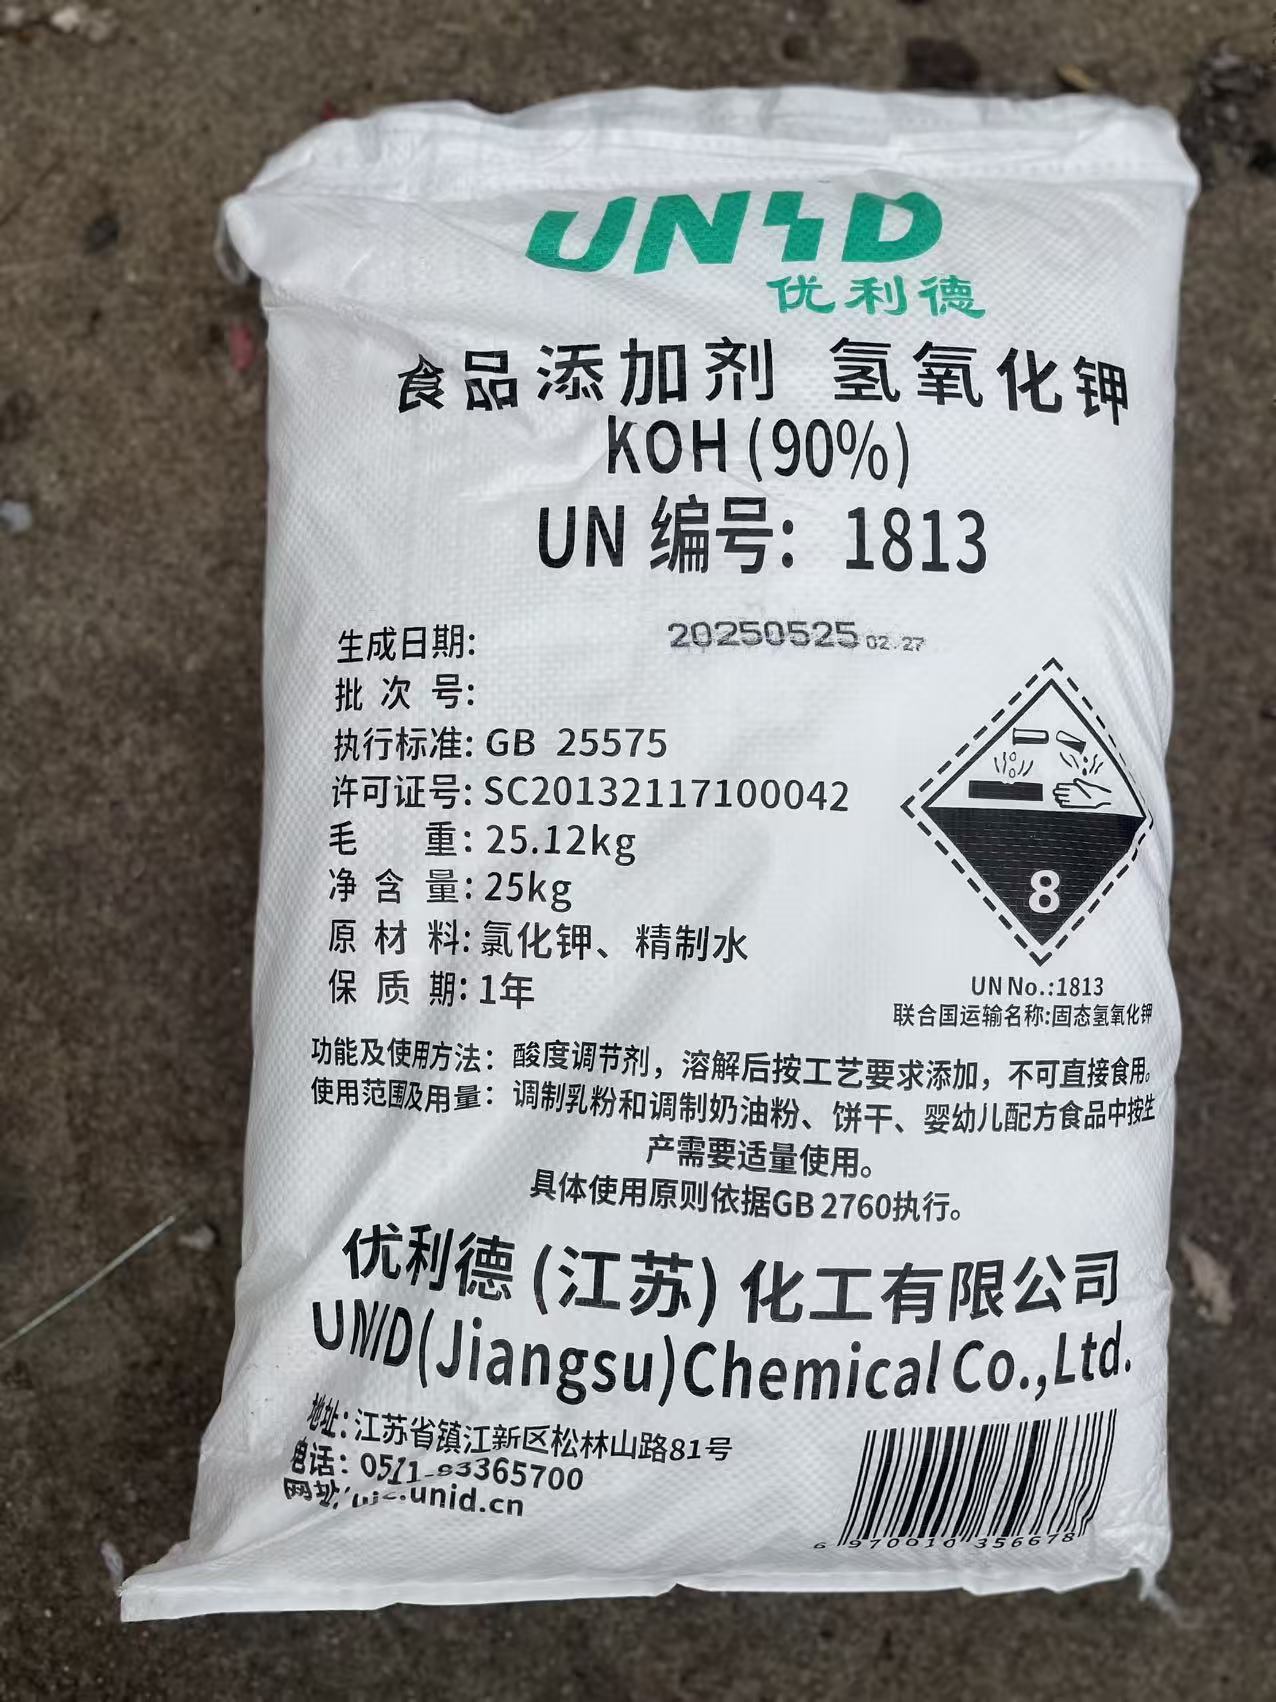 UNID
优利德
食品添加剂 氢氧化钾
KOH (90%)
UN 编号: 1813
生成日期: 20250525 02.27
批次号:
执行标准: GB 25575
许可证号: SC20132117100042
毛 重: 25.12kg
净含量: 25kg
原材料: 氯化钾、精制水
保质期: 1年
8
UN No.:1813
联合国运输名称:固态氢氧化钾
功能及使用方法: 酸度调节剂，溶解后按工艺要求添加，不可直接食用。
使用范围及用量: 调制乳粉和调制奶油粉、饼干、婴幼儿配方食品中按生
产需要适量使用。
具体使用原则依据GB 2760执行。
优利德 (江苏) 化工有限公司
UNID(Jiangsu)Chemical Co.,Ltd.
地址: 江苏省镇江新区松林山路81号
电话: 0511-83365700
网址: .unid.cn
6 970010 356678